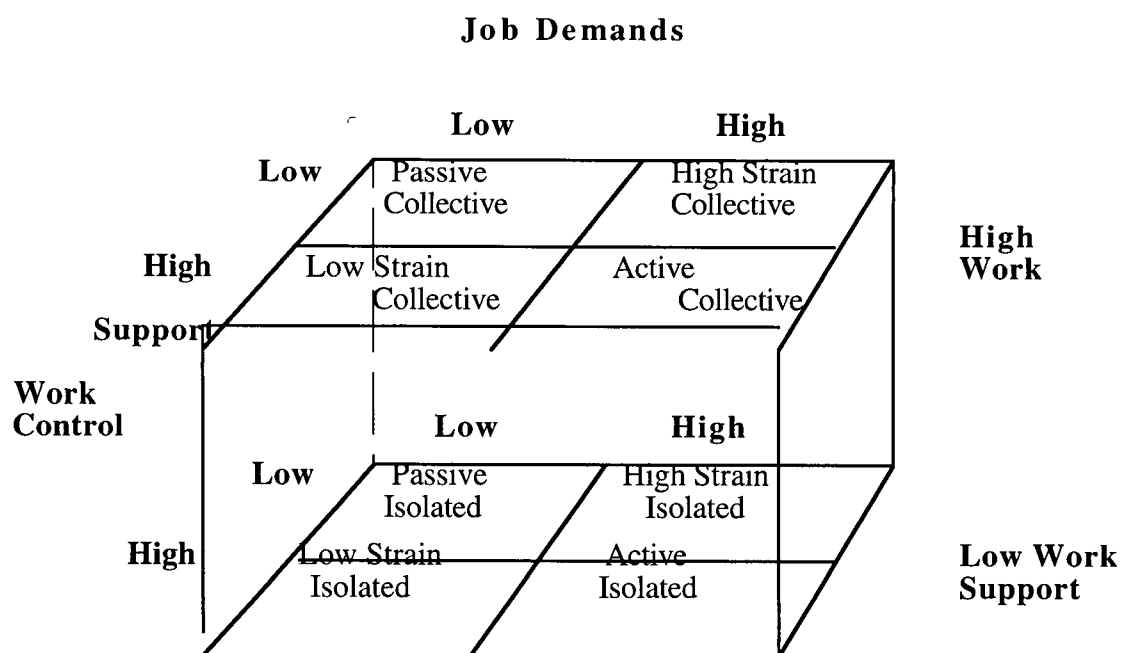 Job Demands
Low High
Low Passive High Strain
Collective Collective
High
Work
High Low Strain Active
Collective Collective
Support
Work
Control
Low High
Low Passive High Strain
Isolated Isolated
High Low Strain Active
Isolated Isolated
Low Work
Support